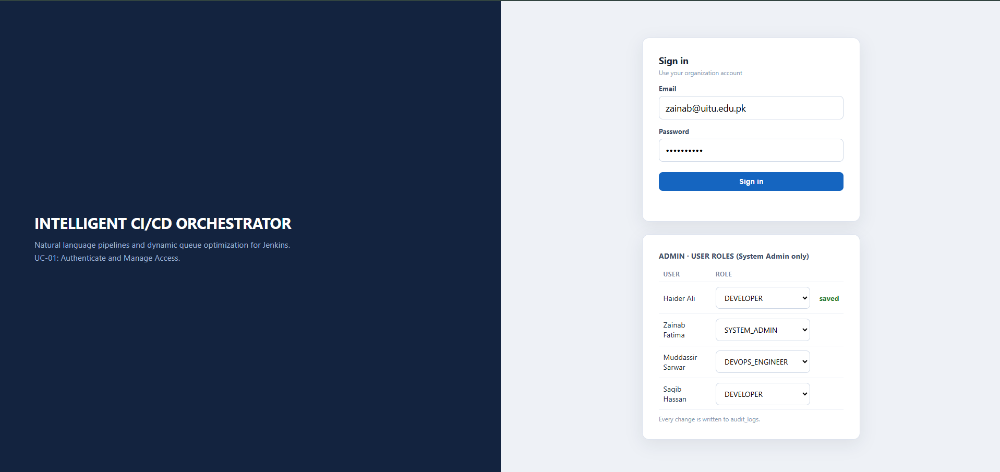 INTELLIGENT CI/CD ORCHESTRATOR
Natural language pipelines and dynamic queue optimization for Jenkins.
UC-01: Authenticate and Manage Access.
Sign in
Use your organization account
Email
zainab@uitu.edu.pk
Password
••••••••••
Sign in
ADMIN · USER ROLES (System Admin only)
USER ROLE
Haider Ali DEVELOPER saved
Zainab
Fatima
SYSTEM_ADMIN
Muddassir
Sarwar
DEVOPS_ENGINEER
Saqib
Hassan
DEVELOPER
Every change is written to audit_logs.